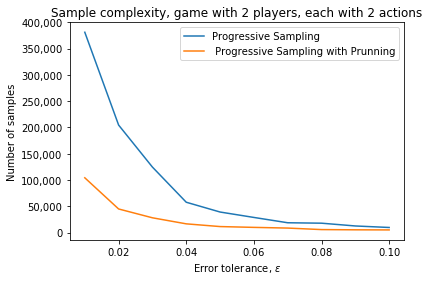 Sample complexity, game with 2 players, each with 2 actions
400,000
350,000
300,000
250,000
200,000
150,000
100,000
50,000
0
Number of samples
Progressive Sampling
Progressive Sampling with Prunning
0.02 0.04 0.06 0.08 0.10
Error tolerance, ε